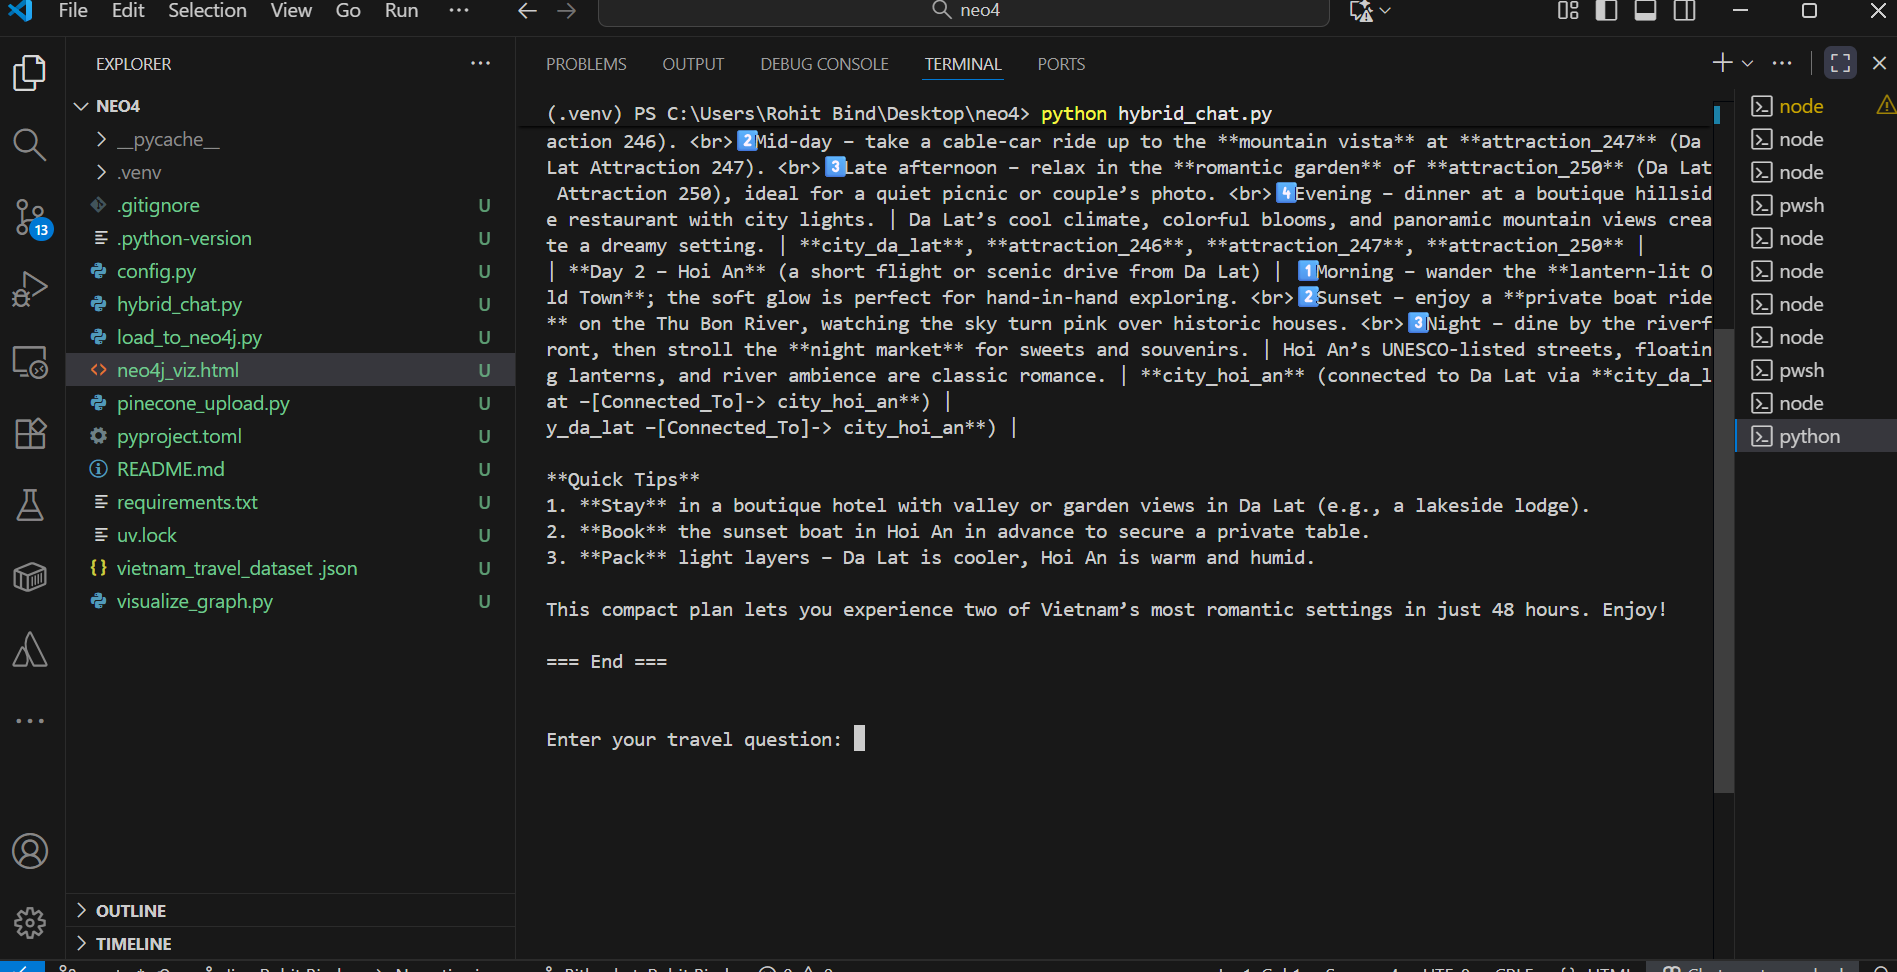 File Edit Selection View Go Run ··· neo4
EXPLORER ···
NEO4
__pycache__
.venv
.gitignore U
.python-version U
config.py U
hybrid_chat.py U
load_to_neo4j.py U
neo4j_viz.html U
pinecone_upload.py U
pyproject.toml U
README.md U
requirements.txt U
uv.lock U
vietnam_travel_dataset .json U
visualize_graph.py U
OUTLINE
TIMELINE
13
PROBLEMS OUTPUT DEBUG CONSOLE TERMINAL PORTS
(.venv) PS C:\Users\Rohit Bind\Desktop\neo4> python hybrid_chat.py
action 246). <br>2️⃣Mid-day – take a cable-car ride up to the **mountain vista** at **attraction_247** (Da
Lat Attraction 247). <br>3️⃣Late afternoon – relax in the **romantic garden** of **attraction_250** (Da Lat
Attraction 250), ideal for a quiet picnic or couple’s photo. <br>4️⃣Evening – dinner at a boutique hillsid
e restaurant with city lights. | Da Lat’s cool climate, colorful blooms, and panoramic mountain views crea
te a dreamy setting. | **city_da_lat**, **attraction_246**, **attraction_247**, **attraction_250** |
| **Day 2 – Hoi An** (a short flight or scenic drive from Da Lat) | 1️⃣Morning – wander the **lantern-lit O
ld Town**; the soft glow is perfect for hand-in-hand exploring. <br>2️⃣Sunset – enjoy a **private boat ride
** on the Thu Bon River, watching the sky turn pink over historic houses. <br>3️⃣Night – dine by the riverf
ront, then stroll the **night market** for sweets and souvenirs. | Hoi An’s UNESCO-listed streets, floatin
g lanterns, and river ambience are classic romance. | **city_hoi_an** (connected to Da Lat via **city_da_l
at –[Connected_To]-> city_hoi_an**) |
y_da_lat –[Connected_To]-> city_hoi_an**) |
**Quick Tips**
1. **Stay** in a boutique hotel with valley or garden views in Da Lat (e.g., a lakeside lodge).
2. **Book** the sunset boat in Hoi An in advance to secure a private table.
3. **Pack** light layers – Da Lat is cooler, Hoi An is warm and humid.
This compact plan lets you experience two of Vietnam’s most romantic settings in just 48 hours. Enjoy!
=== End ===
Enter your travel question:
node
node
node
pwsh
node
node
node
node
pwsh
node
python